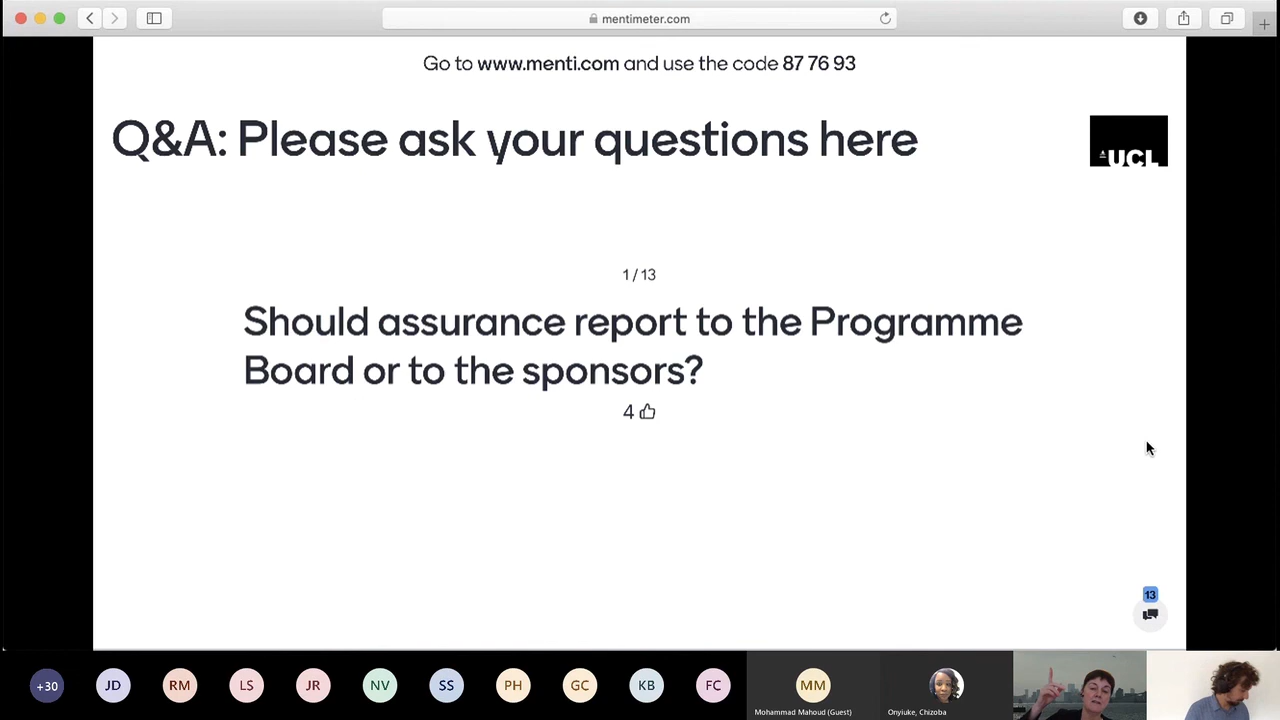 mentimeter.com
Go to www.menti.com and use the code 87 76 93
Q&A: Please ask your questions here
UCL
1 / 13
Should assurance report to the Programme
Board or to the sponsors?
4
13
+30
JD
RM
LS
JR
NV
SS
PH
GC
KB
FC
MM
Mohammad Mahoud (Guest)
Onyiuke, Chizoba